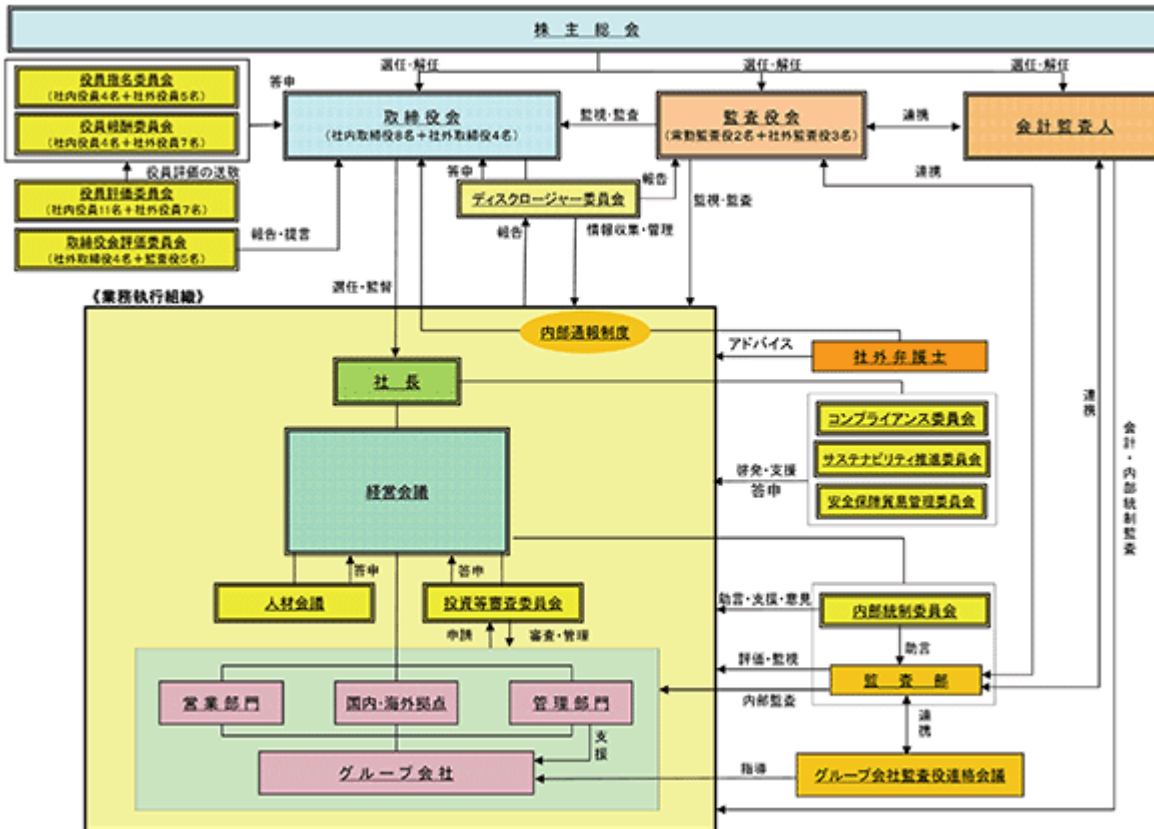 株主総会
選任・解任
選任・解任
選任・解任
役員指名委員会
(社内役員4名+社外役員5名)
答申
役員報酬委員会
(社内役員4名+社外役員7名)
取締役会
(社内取締役8名+社外取締役4名)
監視・監査
監査役会
(常勤監査役2名+社外監査役3名)
連携
会計監査人
役員評価の送致
役員評価委員会
(社内役員11名+社外役員7名)
答申
ディスクロージャー委員会
報告
連携
監視・監査
取締役会評価委員会
(社外取締役4名+監査役5名)
報告・提言
報告
情報収集・管理
選任・監督
《業務執行組織》
内部通報制度
アドバイス
社外弁護士
社長
コンプライアンス委員会
サステナビリティ推進委員会
安全保障貿易管理委員会
啓発・支援
答申
連携
会計・内部統制監査
経営会議
答申
答申
人材会議
投資等審査委員会
申請
審査・管理
助言・支援・意見
内部統制委員会
助言
評価・監視
監査部
内部監査
営業部門
国内・海外拠点
管理部門
支援
連携
グループ会社
指導
グループ会社監査役連絡会議